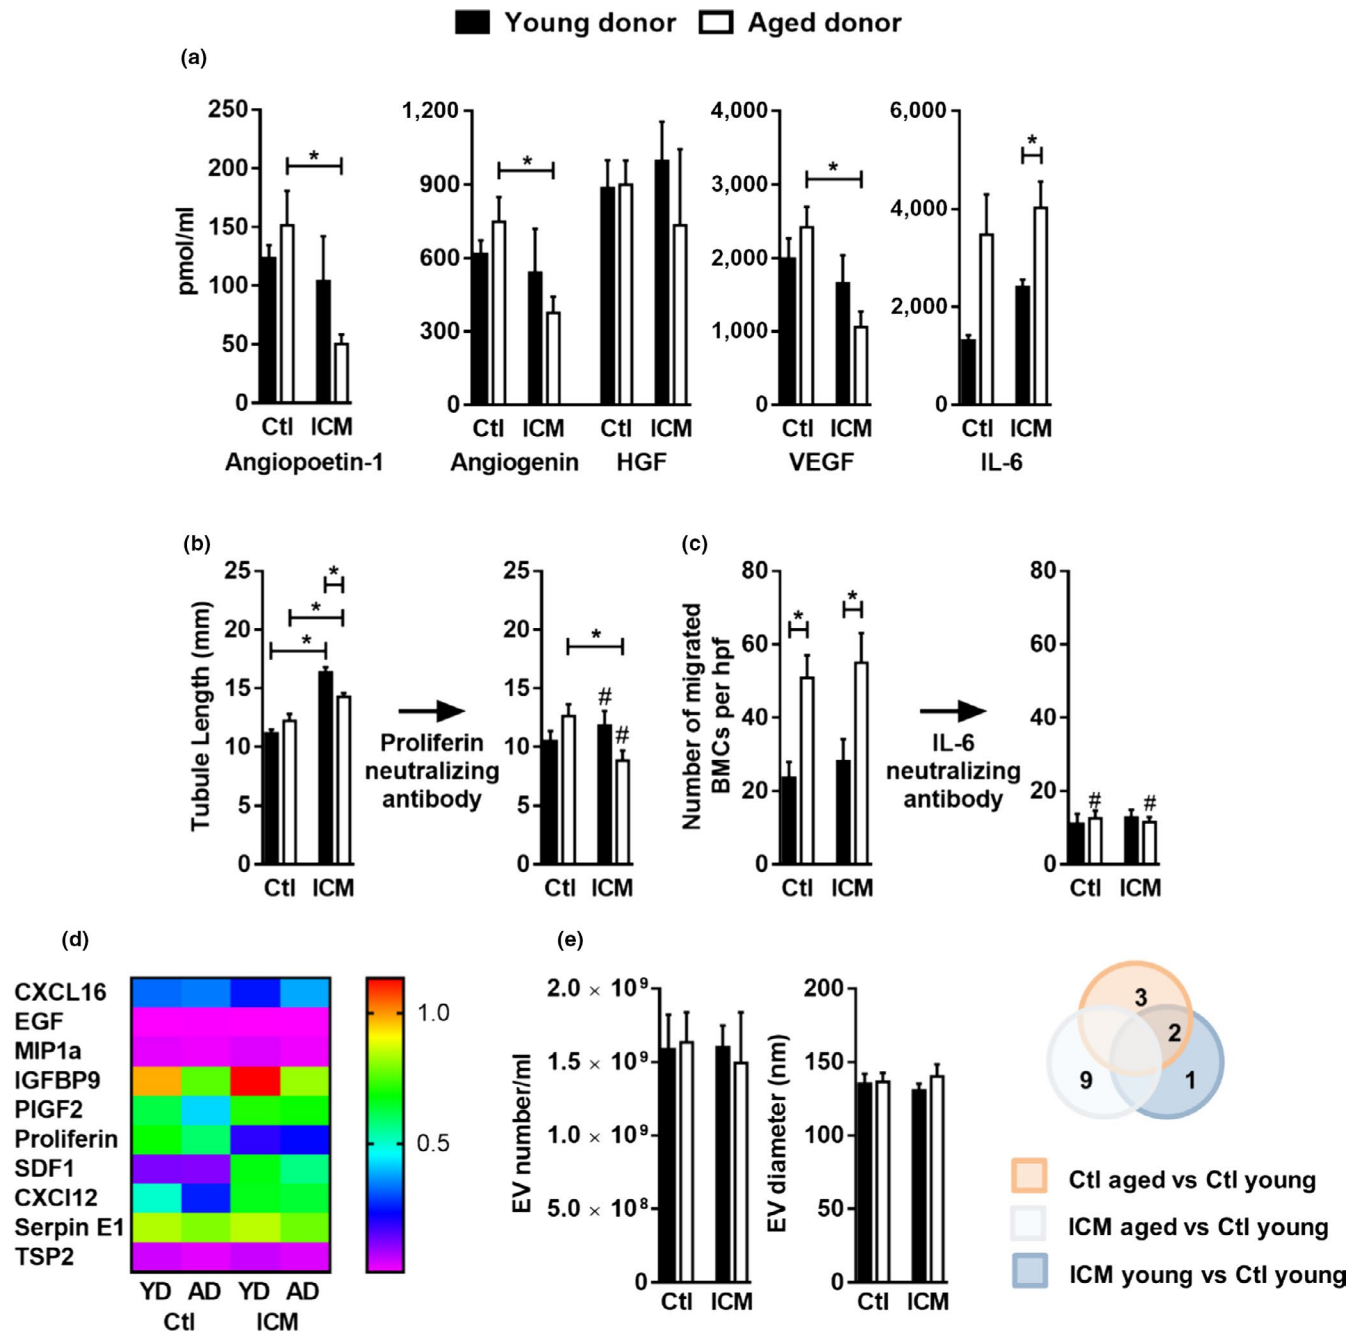 Young donor Aged donor
(a)
pmol/ml
250
200
150
100
50
0
Ctl ICM
Angiopoetin-1
1,200
900
600
300
0
Ctl ICM Ctl ICM
Angiogenin HGF
4,000
3,000
2,000
1,000
0
Ctl ICM
VEGF
6,000
4,000
2,000
0
Ctl ICM
IL-6
* * * *
(b)
Tubule Length (mm)
25
20
15
10
5
0
Ctl ICM
* * *
Proliferin
neutralizing
antibody
25
20
15
10
5
0
Ctl ICM
*
# #
(c)
Number of migrated
BMCs per hpf
80
60
40
20
0
Ctl ICM
* *
IL-6
neutralizing
antibody
80
60
40
20
0
Ctl ICM
# #
(d)
CXCL16
EGF
MIP1a
IGFBP9
PIGF2
Proliferin
SDF1
CXCl12
Serpin E1
TSP2
YD AD YD AD
Ctl ICM
1.0
0.5
(e)
EV number/ml
2.0 × 10⁹
1.5 × 10⁹
1.0 × 10⁹
5.0 × 10⁸
0
Ctl ICM
EV diameter (nm)
200
150
100
50
0
Ctl ICM
3
2
9
1
Ctl aged vs Ctl young
ICM aged vs Ctl young
ICM young vs Ctl young